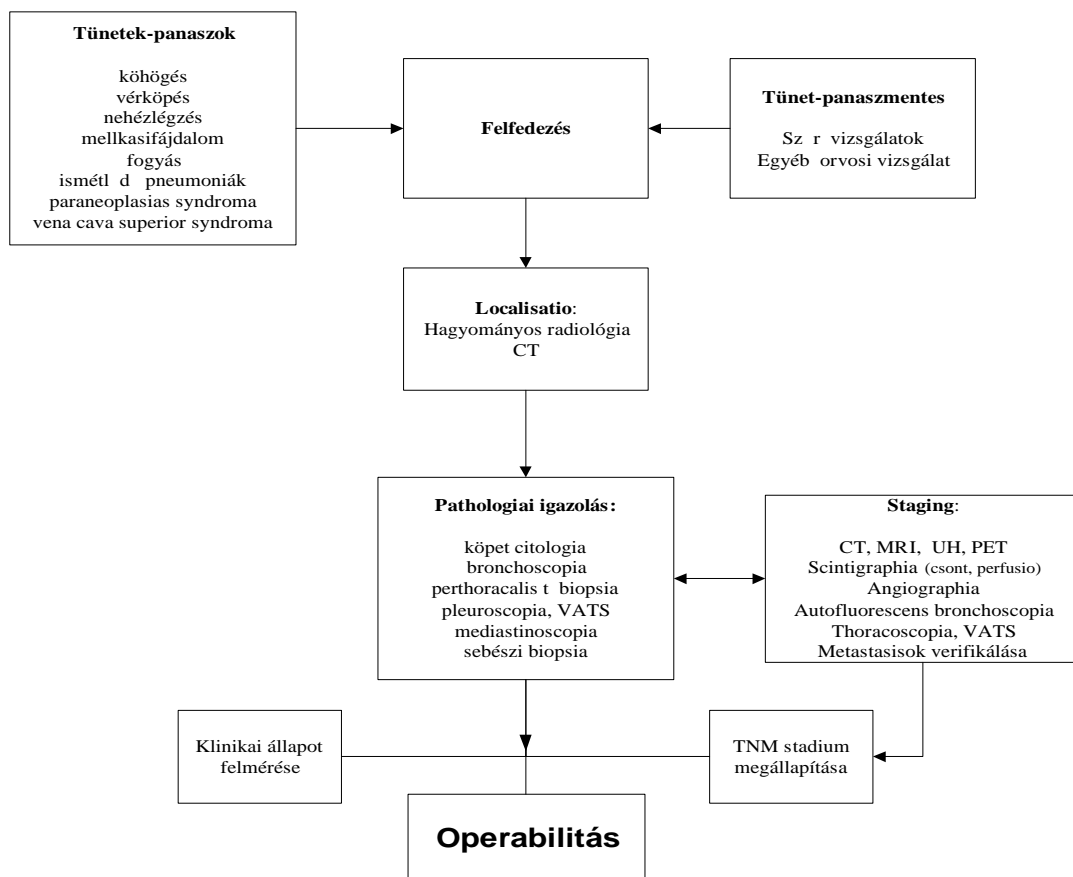 Tünetek-panaszok
köhögés
vérköpés
nehézlégzés
mellkasifájdalom
fogyás
ismétl d pneumoniák
paraneoplasias syndroma
vena cava superior syndroma
Felfedezés
Tünet-panaszmentes
Sz r vizsgálatok
Egyéb orvosi vizsgálat
Localisatio:
Hagyományos radiológia
CT
Pathologiai igazolás:
köpet citologia
bronchoscopia
perthoracalis t biopsia
pleuroscopia, VATS
mediastinoscopia
sebészi biopsia
Staging:
CT, MRI, UH, PET
Scintigraphia (csont, perfusio)
Angiographia
Autofluorescens bronchoscopia
Thoracoscopia, VATS
Metastasisok verifikálása
Klinikai állapot
felmérése
TNM stadium
megállapítása
Operabilitás